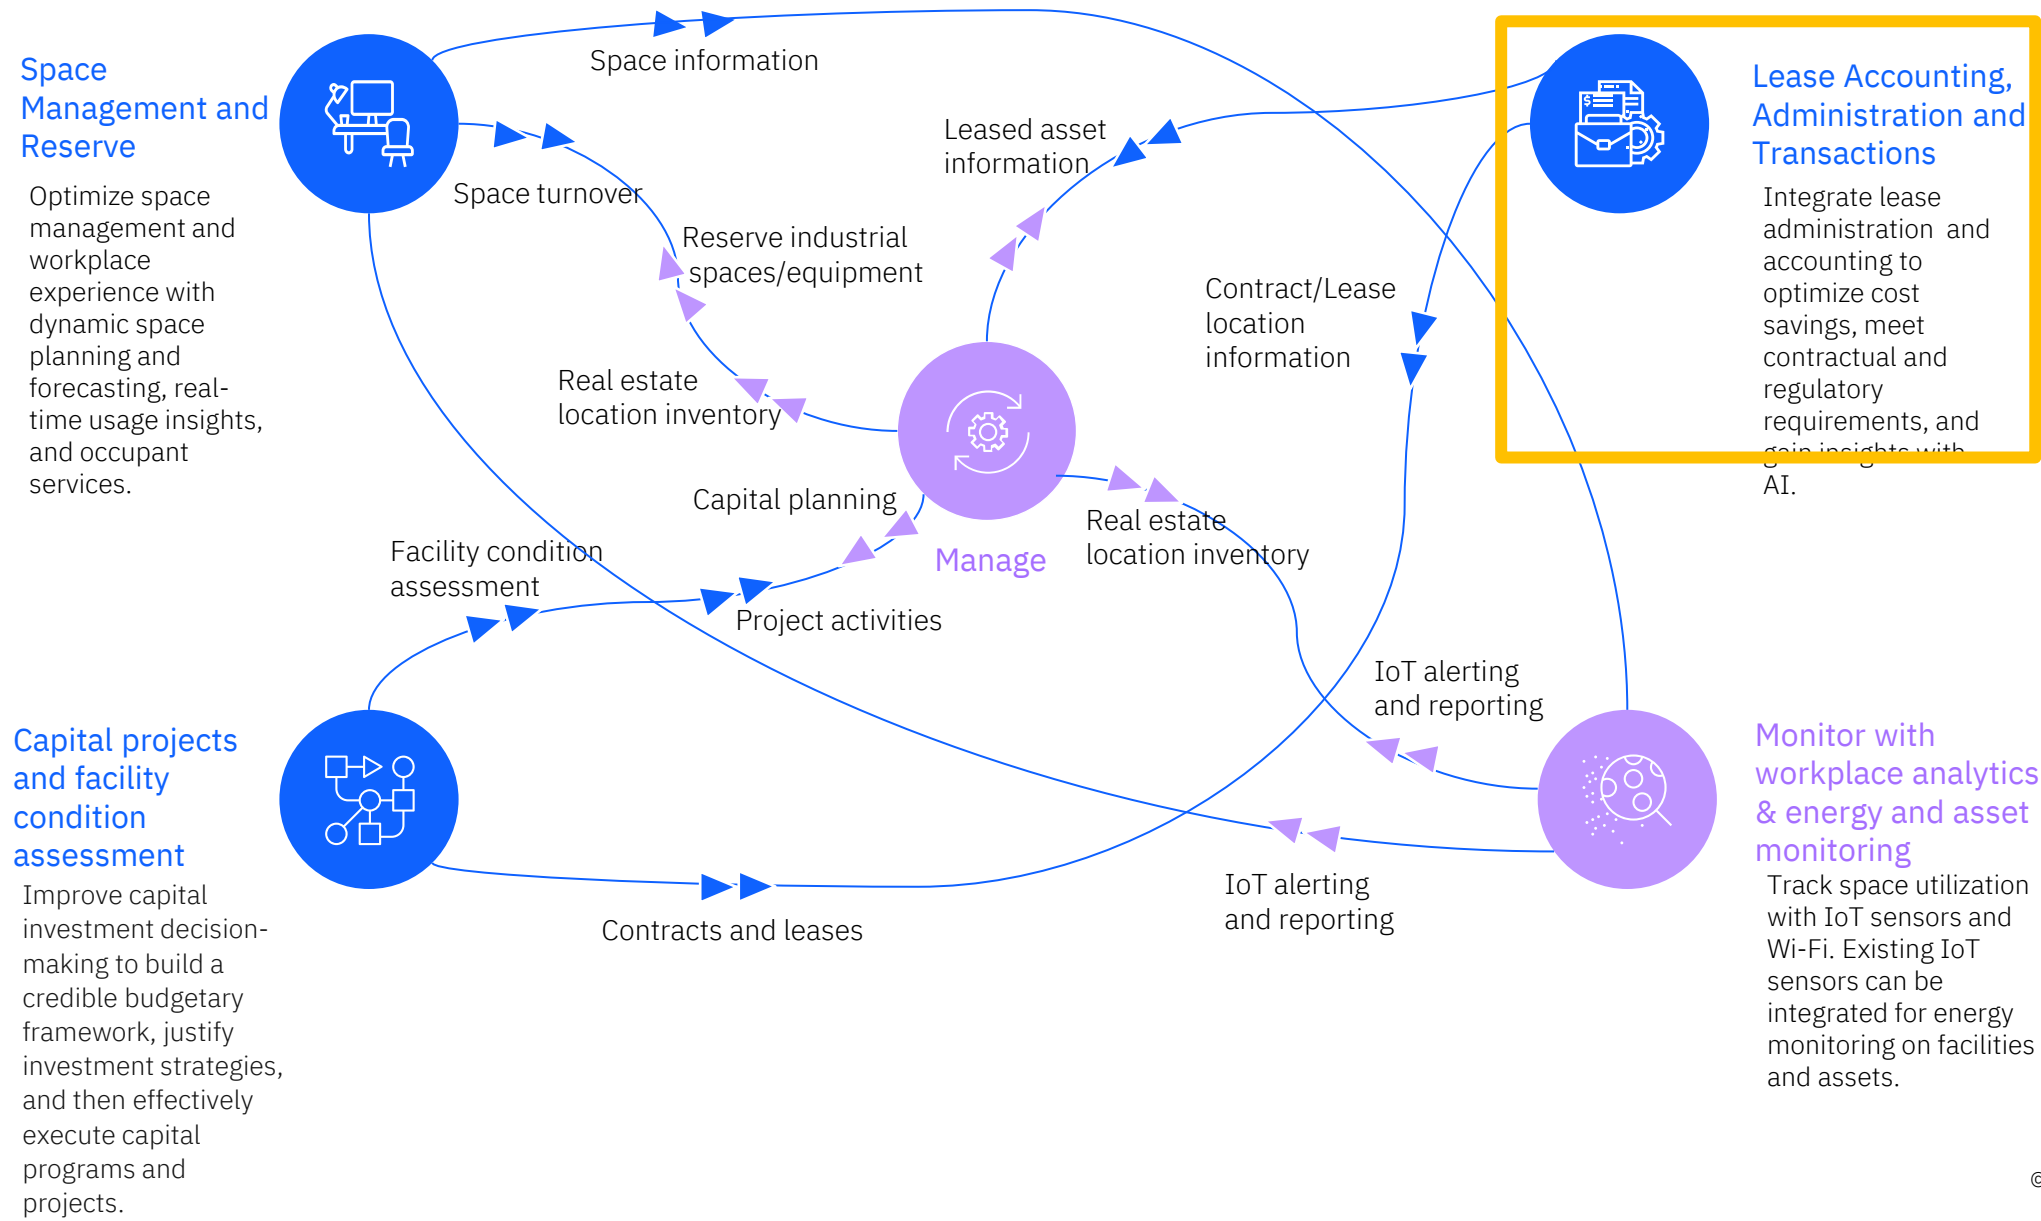 Space
Management and
Reserve
Optimize space
management and
workplace
experience with
dynamic space
planning and
forecasting, real-
time usage insights,
and occupant
services.
Space information
Space turnover
Leased asset
information
Reserve industrial
spaces/equipment
Real estate
location inventory
Contract/Lease
location
information
Lease Accounting,
Administration and
Transactions
Integrate lease
administration  and
accounting to
optimize cost
savings, meet
contractual and
regulatory
requirements, and
gain insights with
AI.
Capital planning
Manage
Real estate
location inventory
Facility condition
assessment
Project activities
IoT alerting
and reporting
Capital projects
and facility
condition
assessment
Improve capital
investment decision-
making to build a
credible budgetary
framework, justify
investment strategies,
and then effectively
execute capital
programs and
projects.
Contracts and leases
IoT alerting
and reporting
Monitor with
workplace analytics
& energy and asset
monitoring
Track space utilization
with IoT sensors and
Wi-Fi. Existing IoT
sensors can be
integrated for energy
monitoring on facilities
and assets.
©